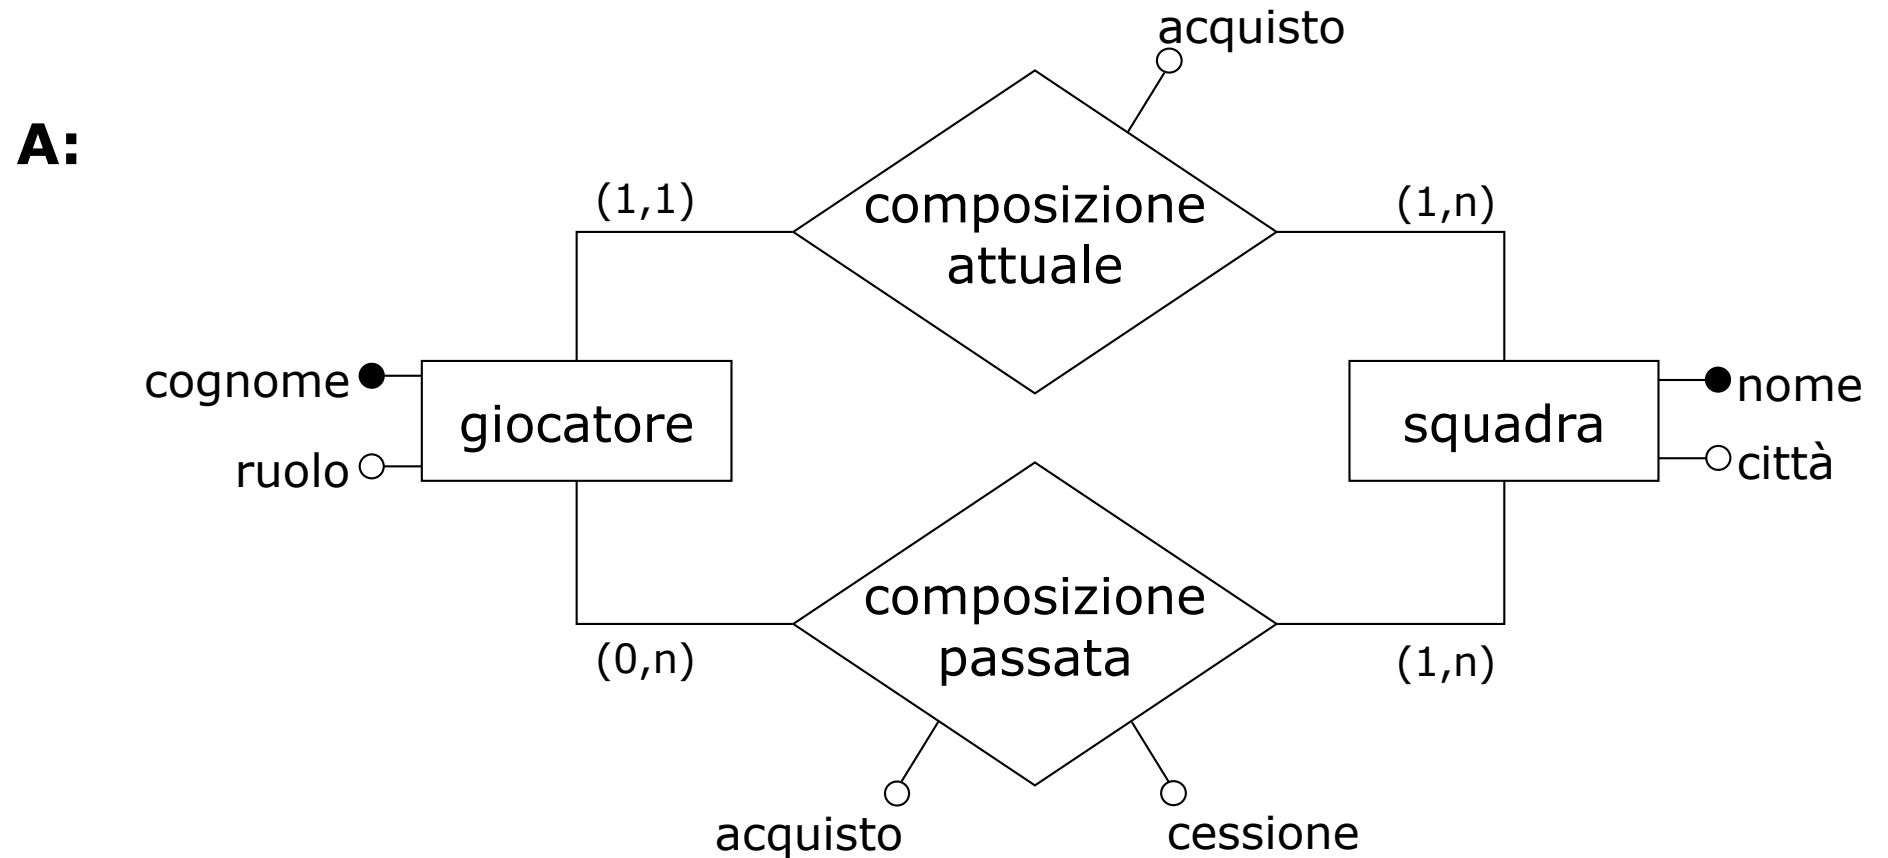 acquisto
A:
(1,1)
(1,n)
composizione
attuale
cognome
giocatore
ruolo
squadra
nome
città
composizione
passata
(0,n)
(1,n)
acquisto
cessione